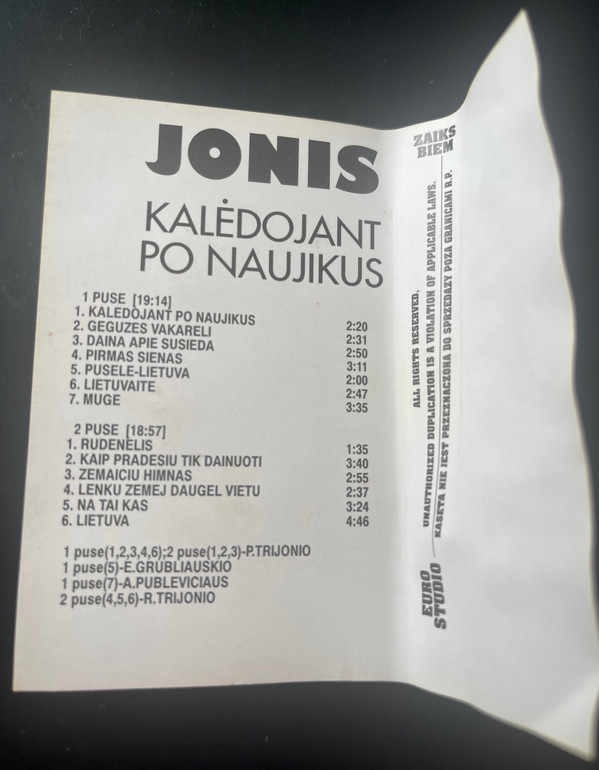 JONIS
KALĖDOJANT
PO NAUJIKUS
1 PUSE [19:14]
1. KALEDOJANT PO NAUJIKUS 2:20
2. GEGUZES VAKARELI 2:31
3. DAINA APIE SUSIEDA 2:50
4. PIRMAS SIENAS 3:11
5. PUSELE-LIETUVA 2:00
6. LIETUVAITE 2:47
7. MUGE 3:35
2 PUSE [18:57]
1. RUDENELIS 1:35
2. KAIP PRADESIU TIK DAINUOTI 3:40
3. ZEMAICIU HIMNAS 2:55
4. LENKU ZEMEJ DAUGEL VIETU 2:37
5. NA TAI KAS 3:24
6. LIETUVA 4:46
1 puse(1,2,3,4,6);2 puse(1,2,3)-P.TRIJONIO
1 puse(5)-E.GRUBLIAUSKIO
1 puse(7)-A.PUBLEVICIAUS
2 puse(4,5,6)-R.TRIJONIO
ZAIKS
BIEM
ALL RIGHTS RESERVED.
UNAUTHORIZED DUPLICATION IS A VIOLATION OF APPLICABLE LAWS.
KASETA NIE JEST PRZEZNACZONA DO SPRZEDAZY POZA GRANICAMI R.P.
EURO
STUDIO